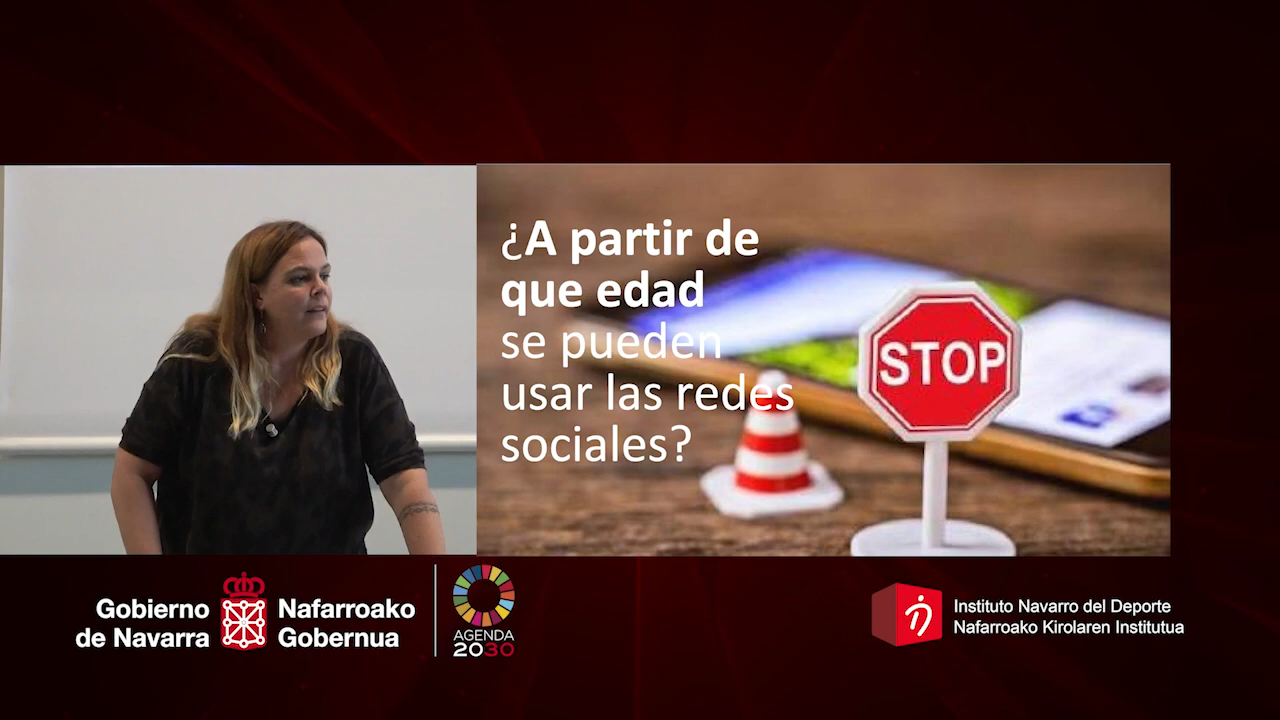 ¿A partir de
que edad
se pueden
usar las redes
sociales?
STOP
Gobierno
de Navarra
Nafarroako
Gobernua
AGENDA
2030
Instituto Navarro del Deporte
Nafarroako Kirolaren Institutua